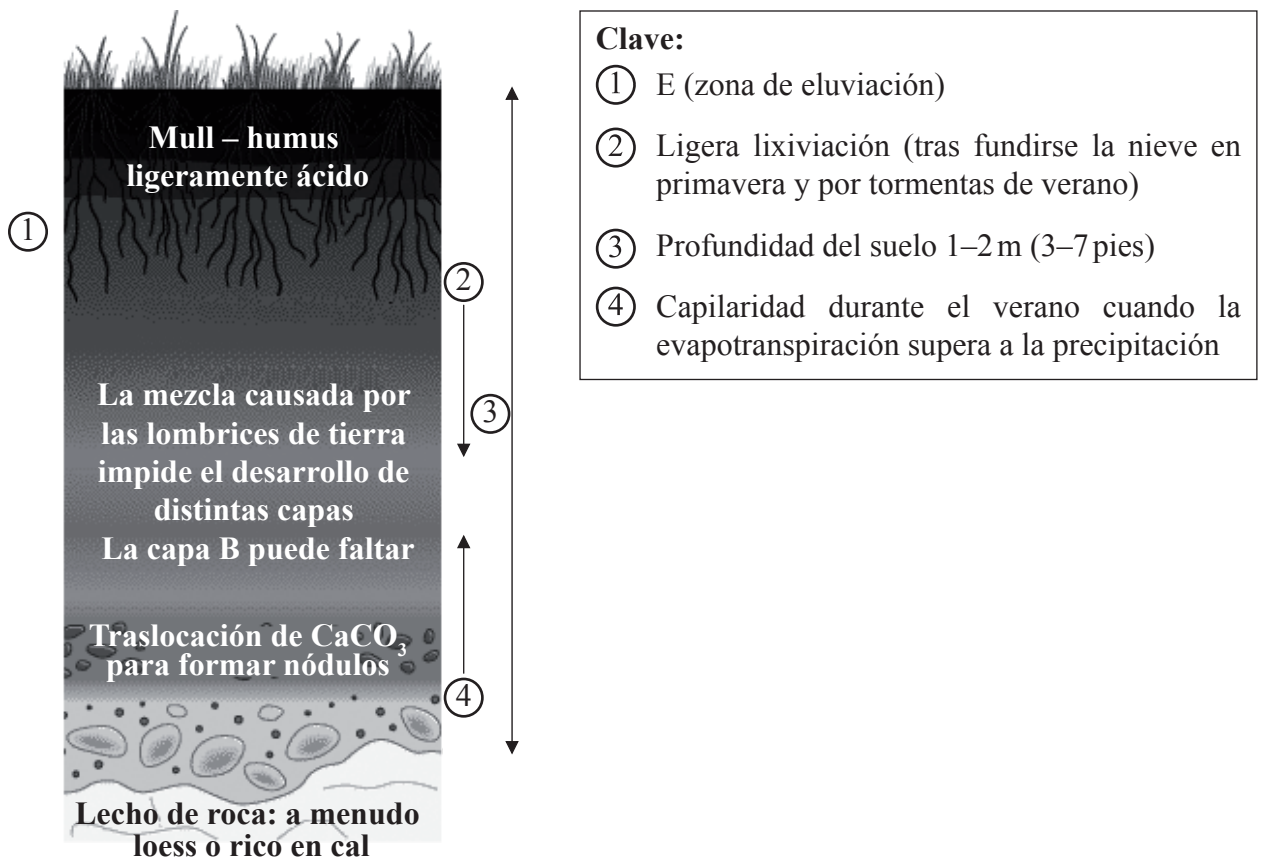 Mull – humus
ligeramente ácido
①
②
La mezcla causada por
las lombrices de tierra
impide el desarrollo de
distintas capas
La capa B puede faltar
③
Traslocación de CaCO₃
para formar nódulos
④
Lecho de roca: a menudo
loess o rico en cal
Clave:
① E (zona de eluviación)
② Ligera lixiviación (tras fundirse la nieve en
primavera y por tormentas de verano)
③ Profundidad del suelo 1–2 m (3–7 pies)
④ Capilaridad durante el verano cuando la
evapotranspiración supera a la precipitación